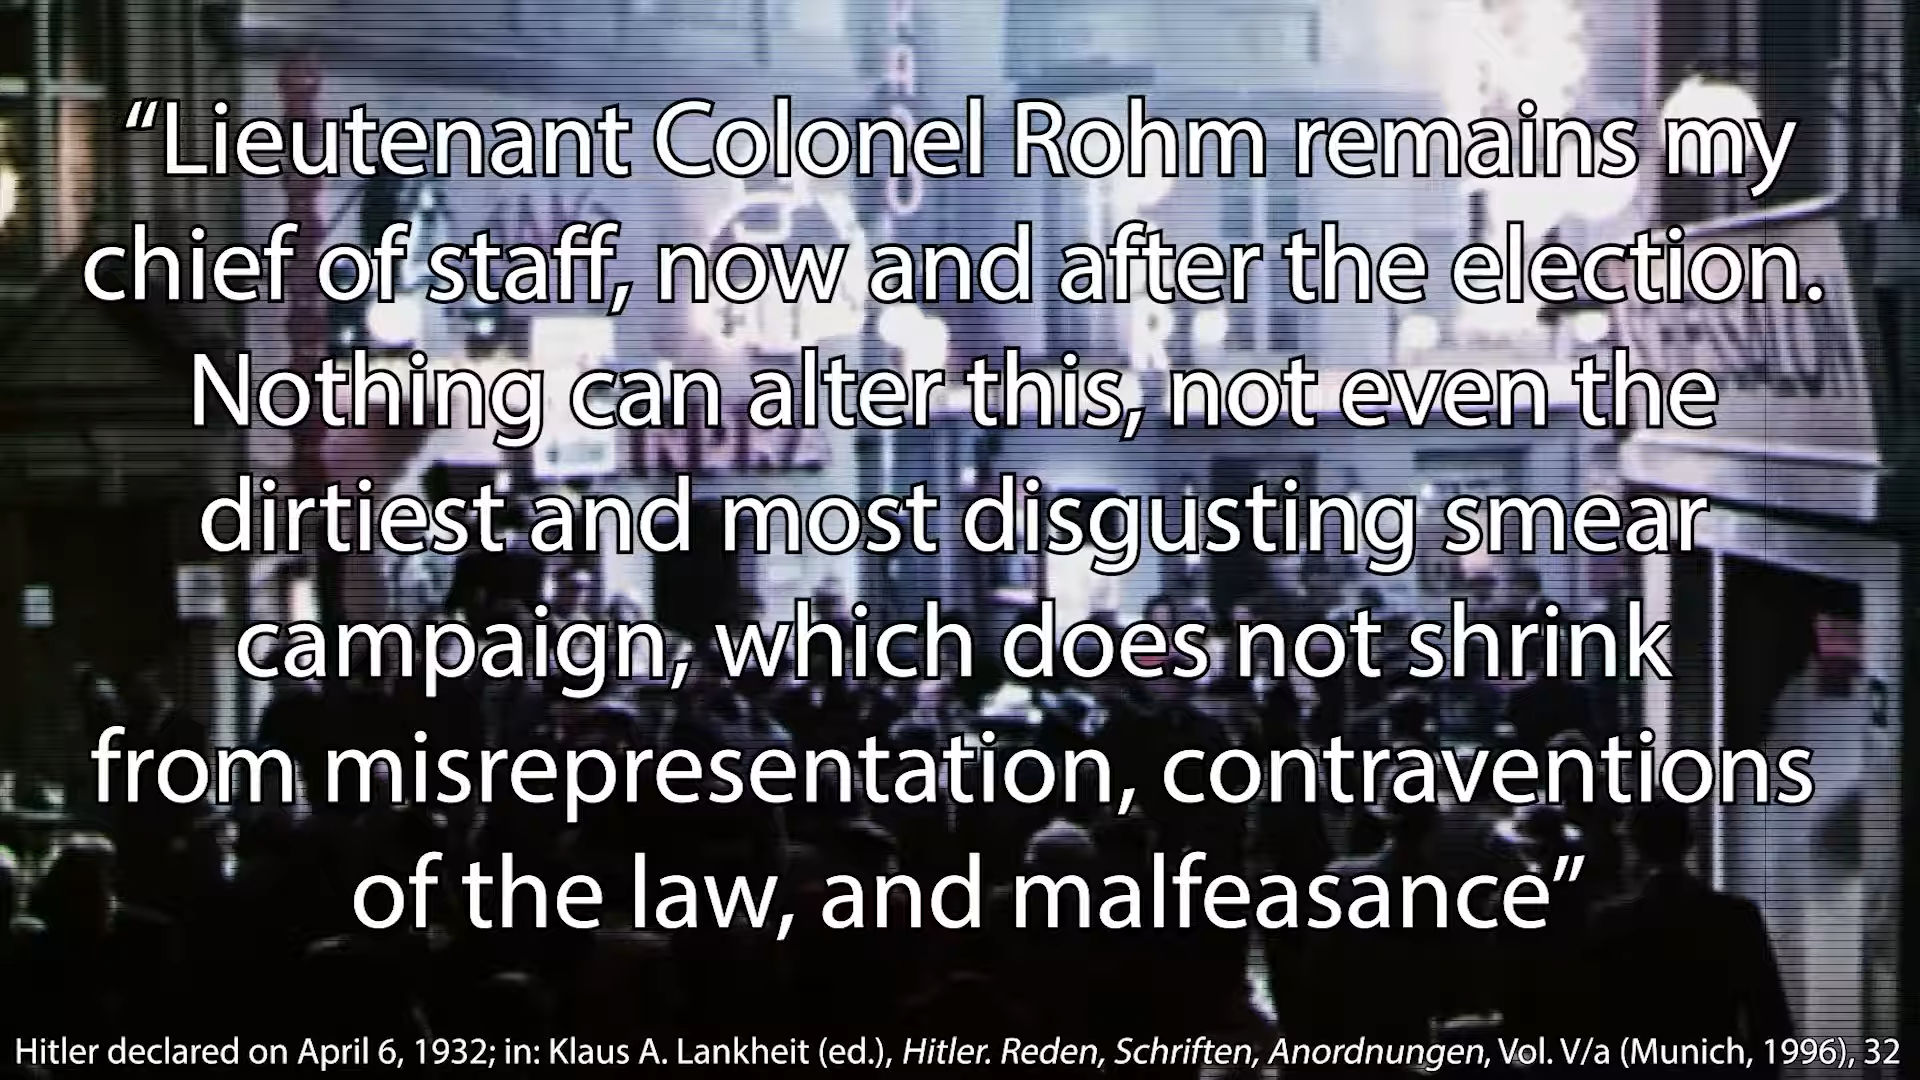 “Lieutenant Colonel Rohm remains my
chief of staff, now and after the election.
Nothing can alter this, not even the
dirtiest and most disgusting smear
campaign, which does not shrink
from misrepresentation, contraventions
of the law, and malfeasance”
Hitler declared on April 6, 1932; in: Klaus A. Lankheit (ed.), Hitler. Reden, Schriften, Anordnungen, Vol. V/a (Munich, 1996), 32